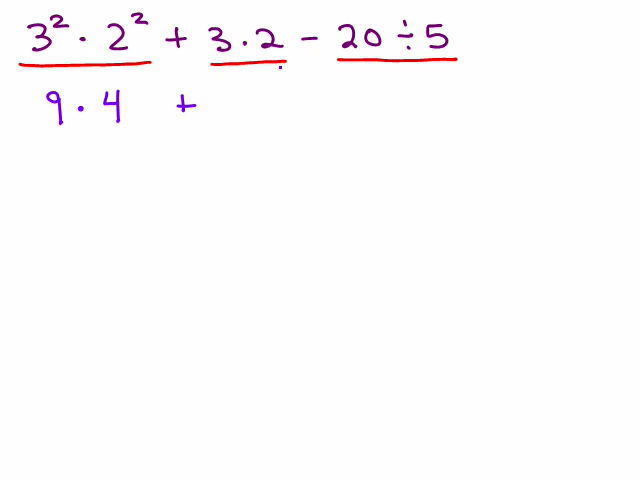 3² · 2² + 3 · 2 - 20 ÷ 5
9 · 4 +